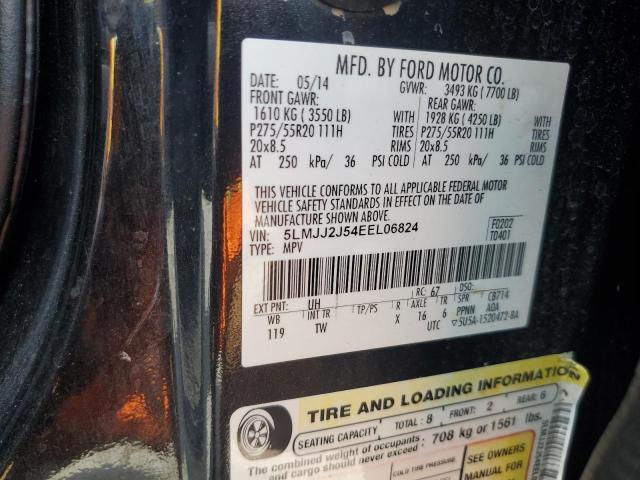 MFD. BY FORD MOTOR CO.
DATE: 05/14 GVWR: 3493 KG ( 7700 LB)
FRONT GAWR: REAR GAWR:
1610 KG ( 3550 LB) 1928 KG ( 4250 LB)
P275/55R20 111H TIRES P275/55R20 111H TIRES
20x8.5 RIMS 20x8.5 RIMS
AT 250 kPa/ 36 PSI COLD AT 250 kPa/ 36 PSI COLD
THIS VEHICLE CONFORMS TO ALL APPLICABLE FEDERAL MOTOR
VEHICLE SAFETY STANDARDS IN EFFECT ON THE DATE OF
MANUFACTURE SHOWN ABOVE.
VIN: 5LMJJ2J54EEL06824 F0202
TYPE: MPV T0401
EXT PNT: UH RC: 67 DSO:
WB INT TR TP/PS R AXLE TR SPR CB714
119 TW X 16 6 PPNN AOA
UTC ▽5U5A-1520472-BA
TIRE AND LOADING INFORMATION
SEATING CAPACITY TOTAL: 8 FRONT: 2 REAR: 6
The combined weight of occupants and cargo should never exceed: 708 kg or 1561 lbs.
COLD TIRE PRESSURE
SEE OWNERS
MANUAL FOR